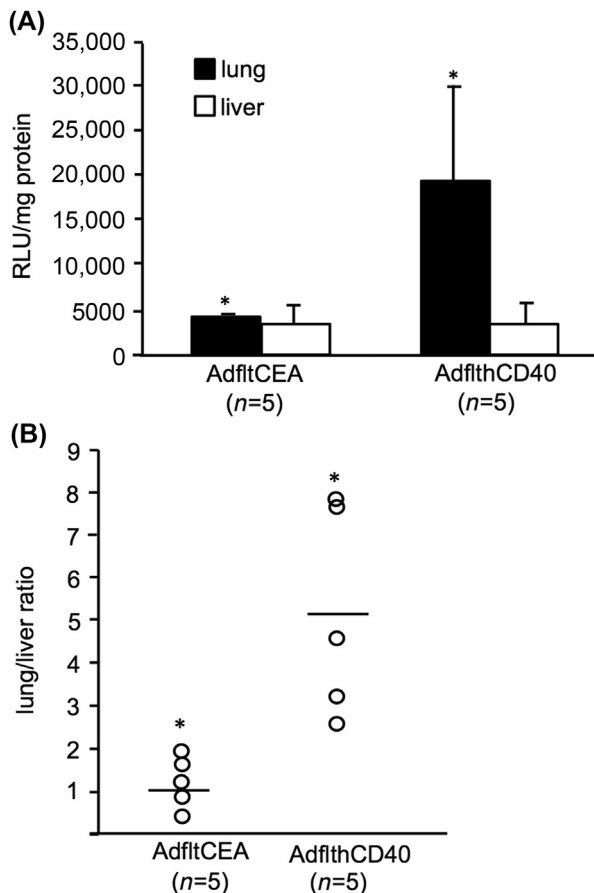 (A)
35,000
30,000
25,000
20,000
15,000
10,000
5000
0
RLU/mg protein
lung
liver
*
*
AdfltCEA
(n=5)
AdflthCD40
(n=5)
(B)
9
8
7
6
5
4
3
2
1
lung/liver ratio
*
*
AdfltCEA
(n=5)
AdflthCD40
(n=5)